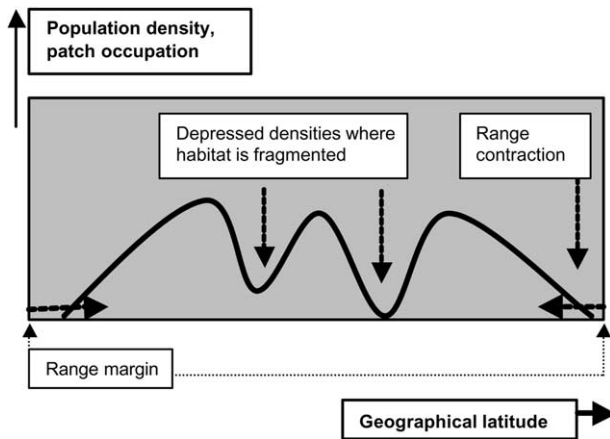 Population density,
patch occupation
Depressed densities where
habitat is fragmented
Range
contraction
Range margin
Geographical latitude